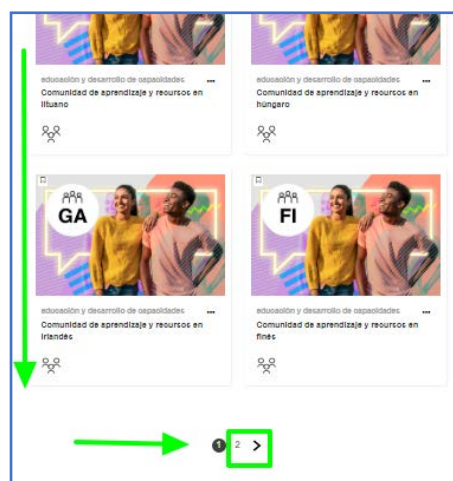 educación y desarrollo de capacidades ...
Comunidad de aprendizaje y recursos en
lituano
educación y desarrollo de capacidades ...
Comunidad de aprendizaje y recursos en
húngaro
GA
educación y desarrollo de capacidades ...
Comunidad de aprendizaje y recursos en
irlandés
FI
educación y desarrollo de capacidades ...
Comunidad de aprendizaje y recursos en
finés
1 2 >